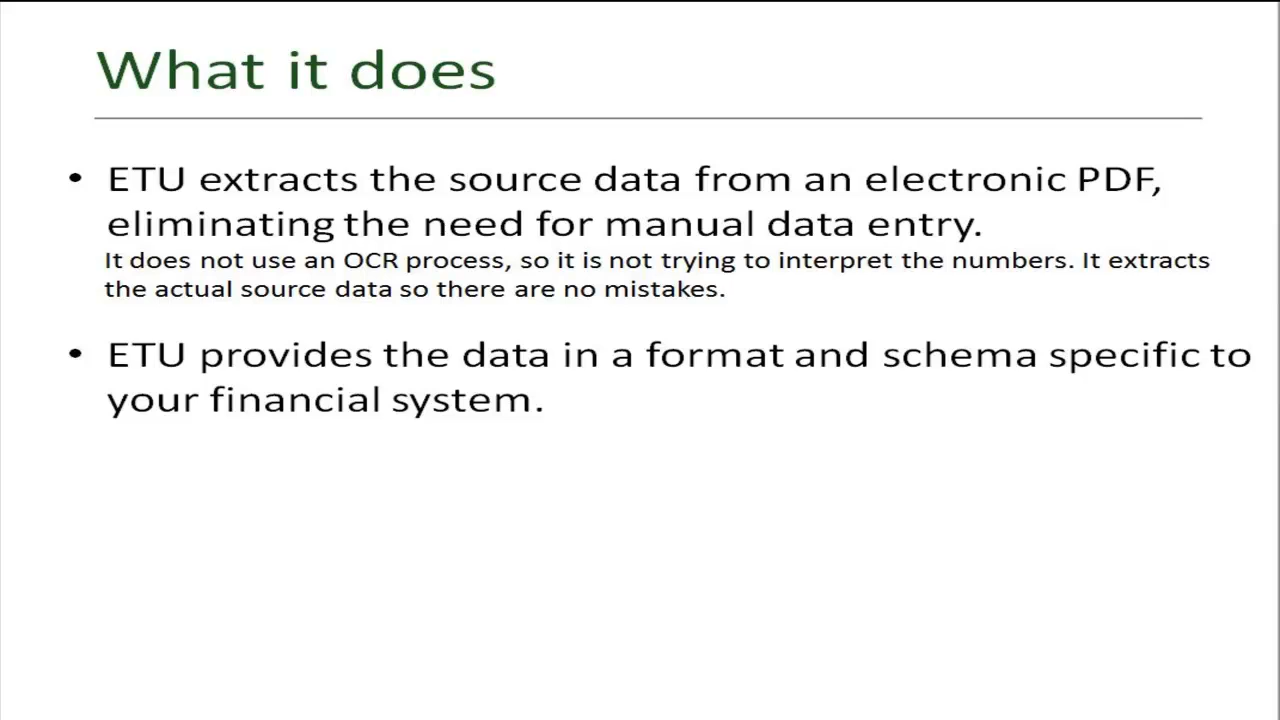 What it does
• ETU extracts the source data from an electronic PDF,
eliminating the need for manual data entry.
It does not use an OCR process, so it is not trying to interpret the numbers. It extracts
the actual source data so there are no mistakes.
• ETU provides the data in a format and schema specific to
your financial system.